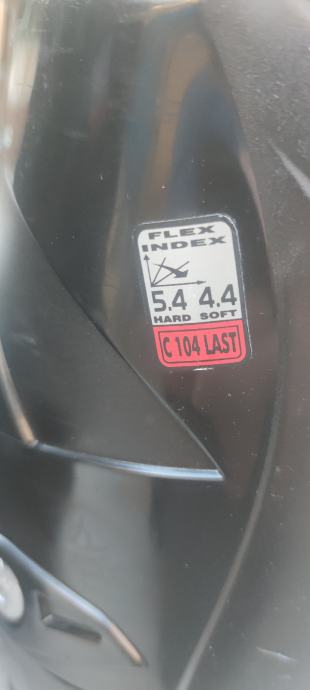 FLEX
INDEX
5.4 4.4
HARD SOFT
C 104 LAST